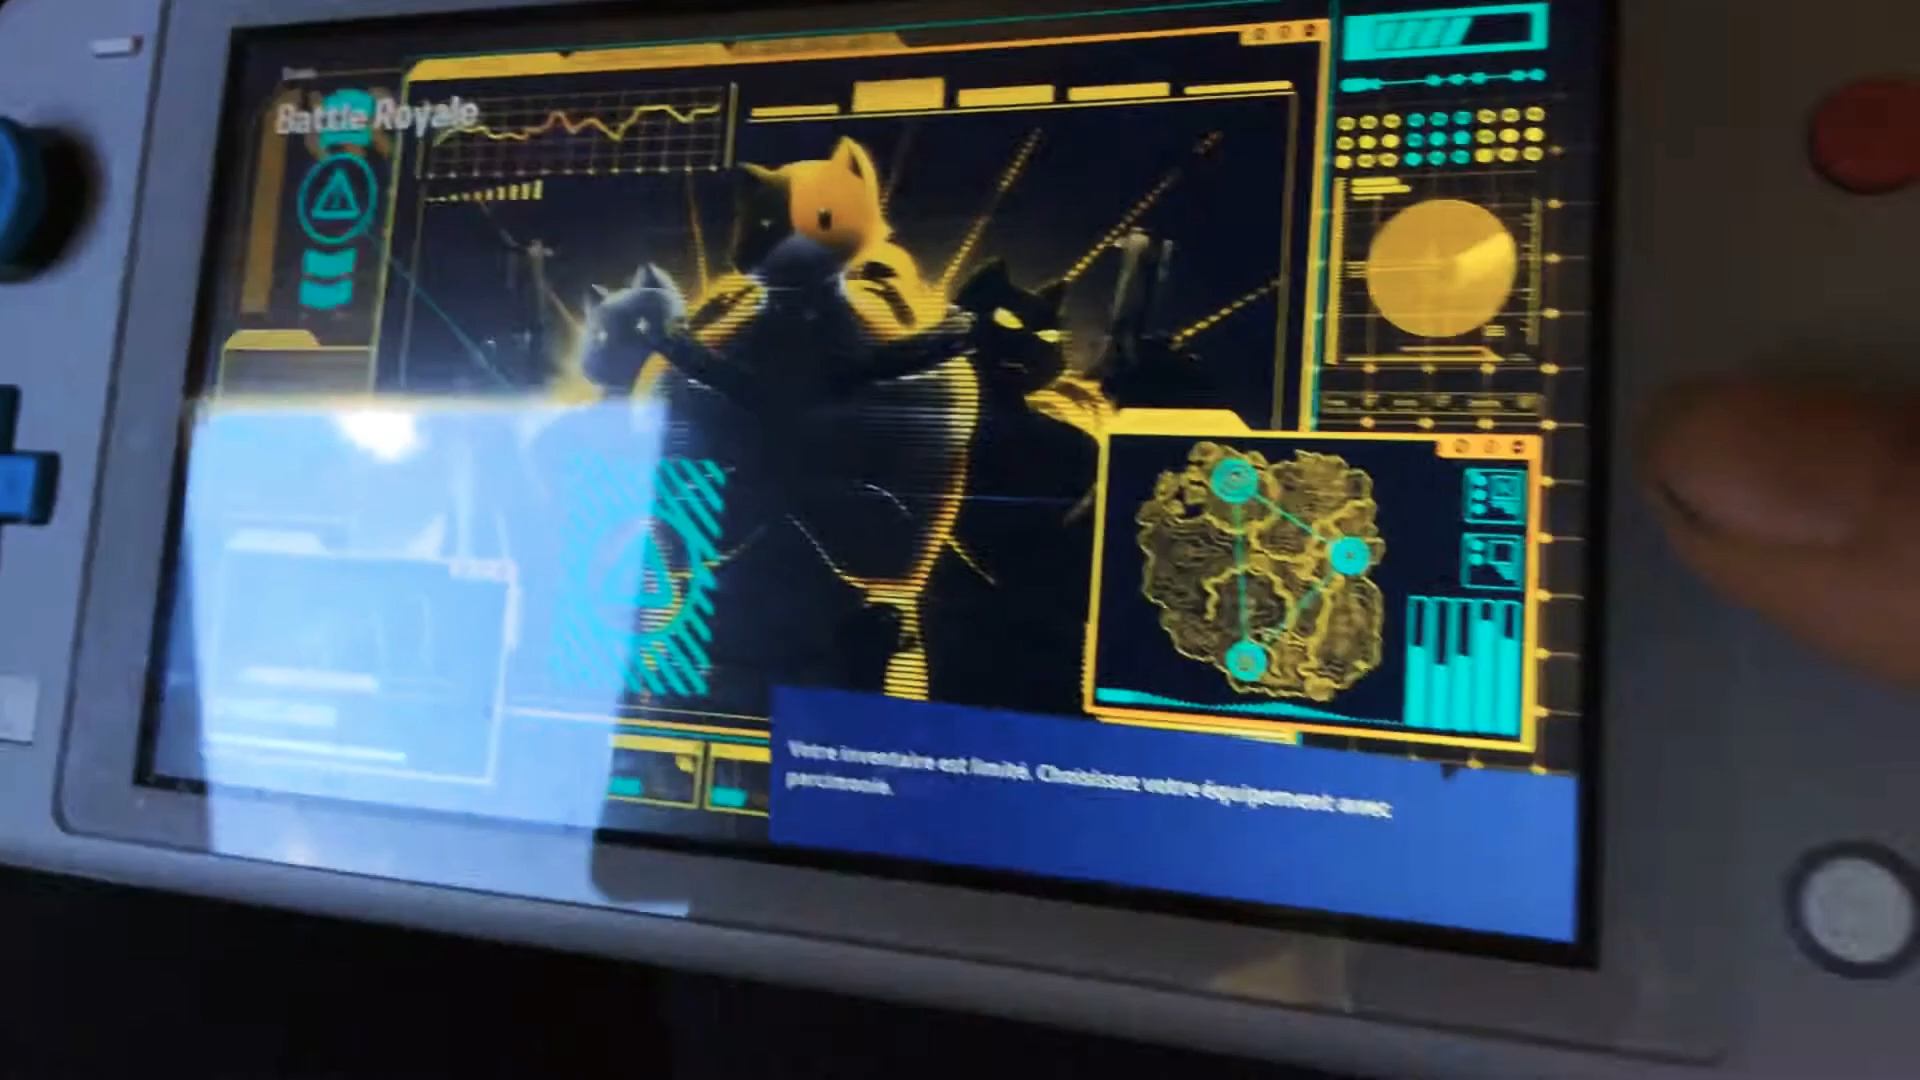 Battle Royale
Votre inventaire est limité. Choisissez votre équipement avec
parcimonie.